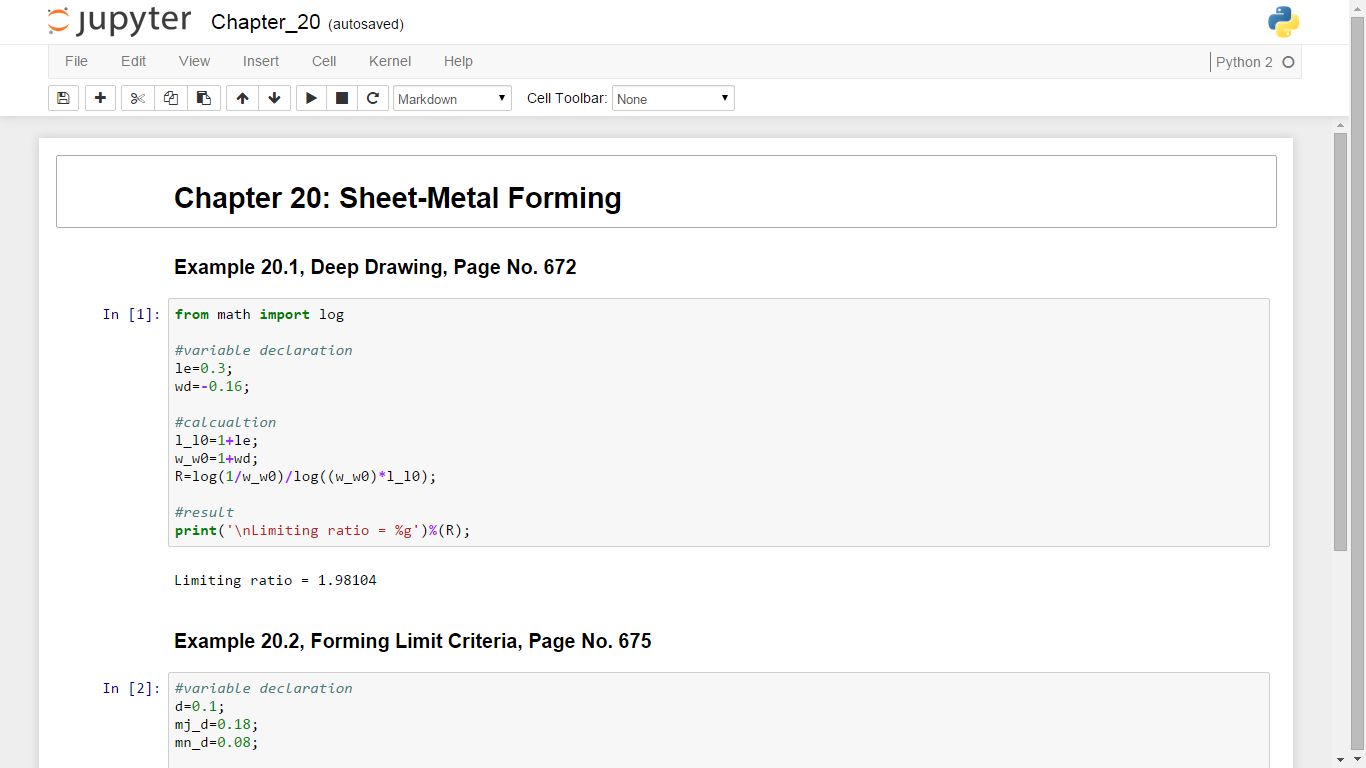 jupyter Chapter_20 (autosaved)
File Edit View Insert Cell Kernel Help Python 2
Markdown Cell Toolbar: None
Chapter 20: Sheet-Metal Forming
Example 20.1, Deep Drawing, Page No. 672
In [1]: from math import log
#variable declaration
le=0.3;
wd=-0.16;
#calcualtion
l_l0=1+le;
w_w0=1+wd;
R=log(1/w_w0)/log((w_w0)*l_l0);
#result
print('\nLimiting ratio = %g')%(R);
Limiting ratio = 1.98104
Example 20.2, Forming Limit Criteria, Page No. 675
In [2]: #variable declaration
d=0.1;
mj_d=0.18;
mn_d=0.08;